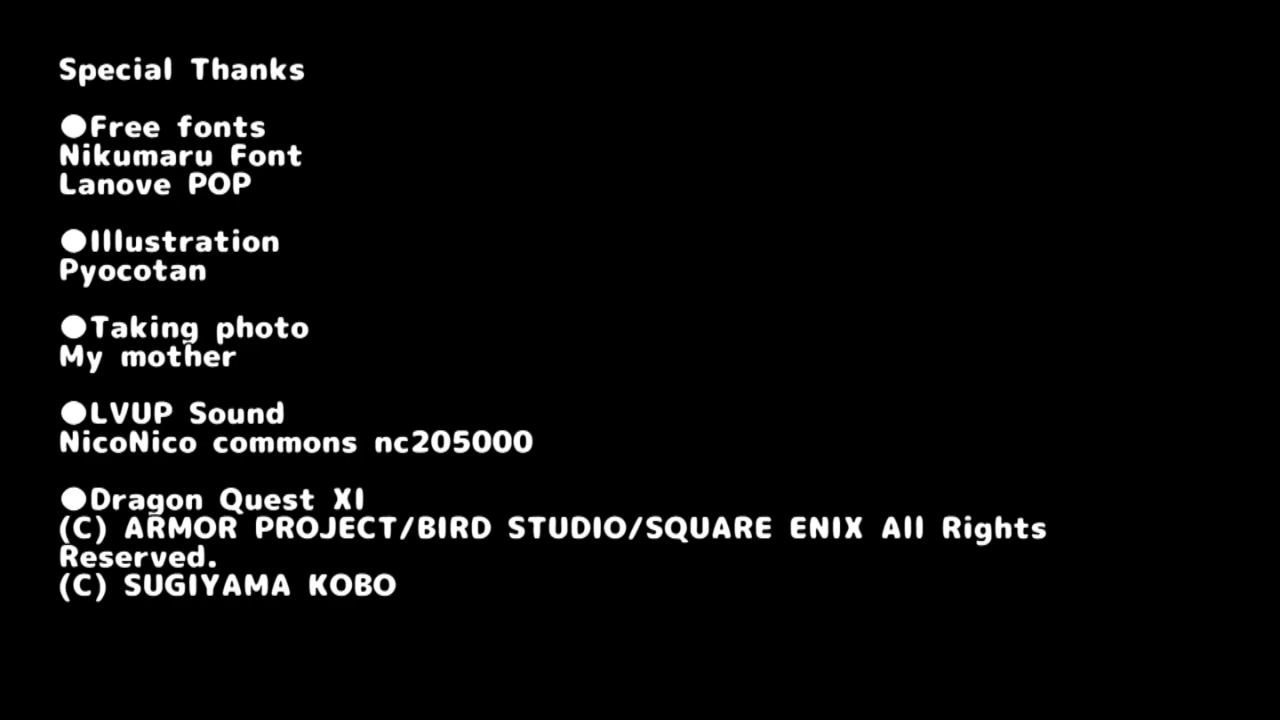 Special Thanks
●Free fonts
Nikumaru Font
Lanove POP
●Illustration
Pyocotan
●Taking photo
My mother
●LVUP Sound
NicoNico commons nc205000
●Dragon Quest XI
(C) ARMOR PROJECT/BIRD STUDIO/SQUARE ENIX All Rights
Reserved.
(C) SUGIYAMA KOBO